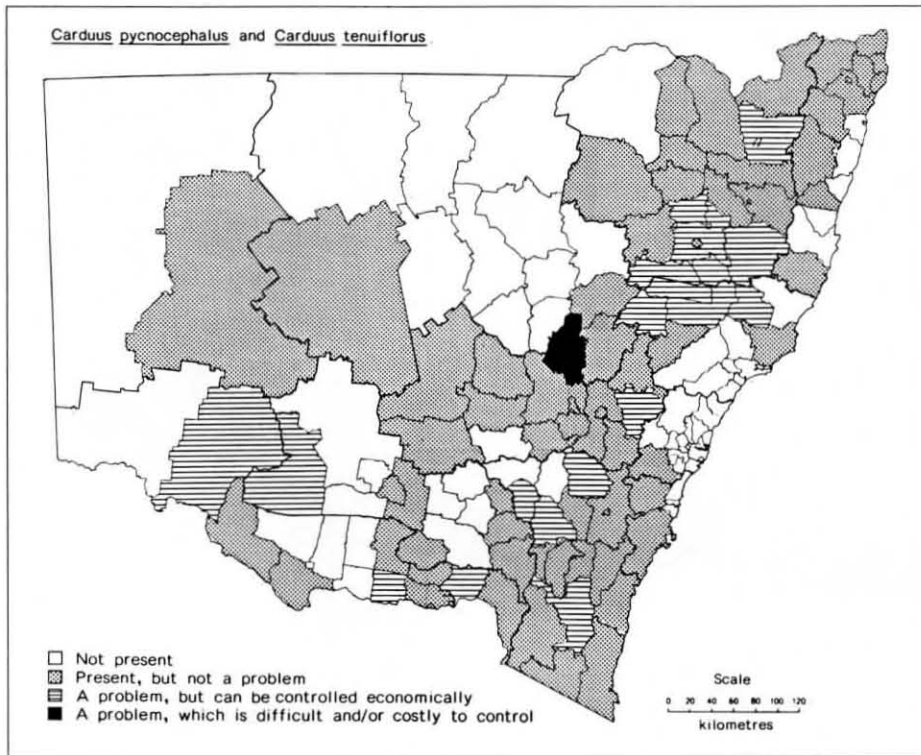 Carduus pycnocephalus and Carduus tenuiflorus
Not present
Present, but not a problem
A problem, but can be controlled economically
A problem, which is difficult and/or costly to control
Scale
0 20 40 60 80 100 120
kilometres